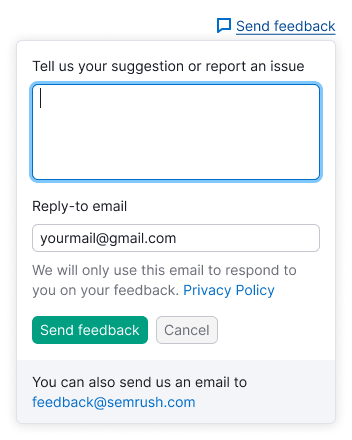 Send feedback
Tell us your suggestion or report an issue
Reply-to email
yourmail@gmail.com
We will only use this email to respond to
you on your feedback. Privacy Policy
Send feedback Cancel
You can also send us an email to
feedback@semrush.com